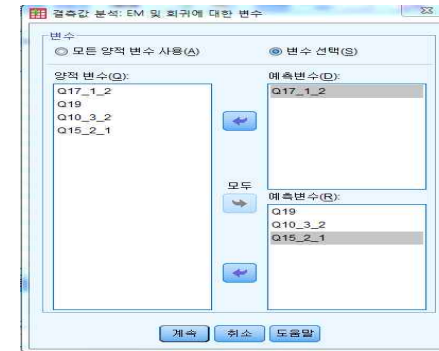 결측값 분석: EM 및 회귀에 대한 변수
변수
모든 양적 변수 사용(A)
변수 선택(S)
양적 변수(Q):
Q17_1_2
Q19
Q10_3_2
Q15_2_1
모두
예측변수(D):
Q17_1_2
예측변수(R):
Q19
Q10_3_2
Q15_2_1
계속
취소
도움말